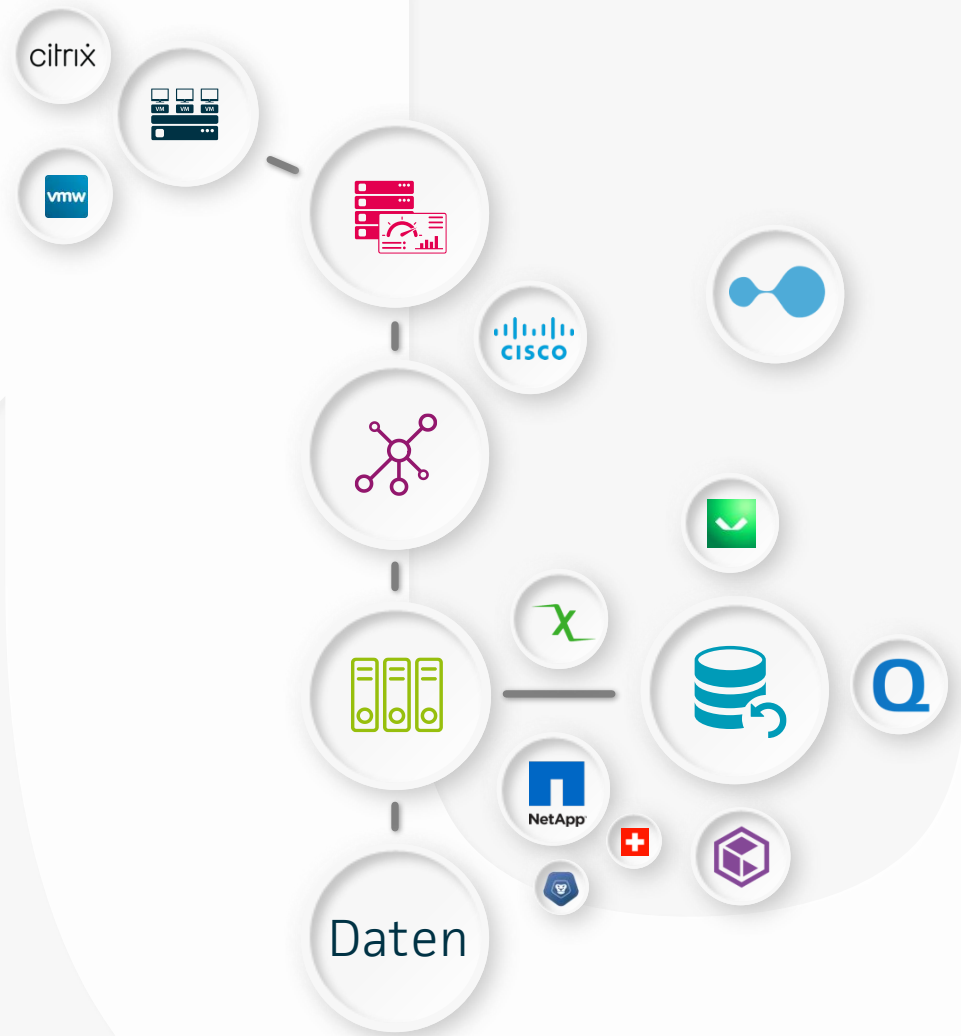 citrix
VM VM VM
vmw
CISCO
X
Q
NetApp
Daten